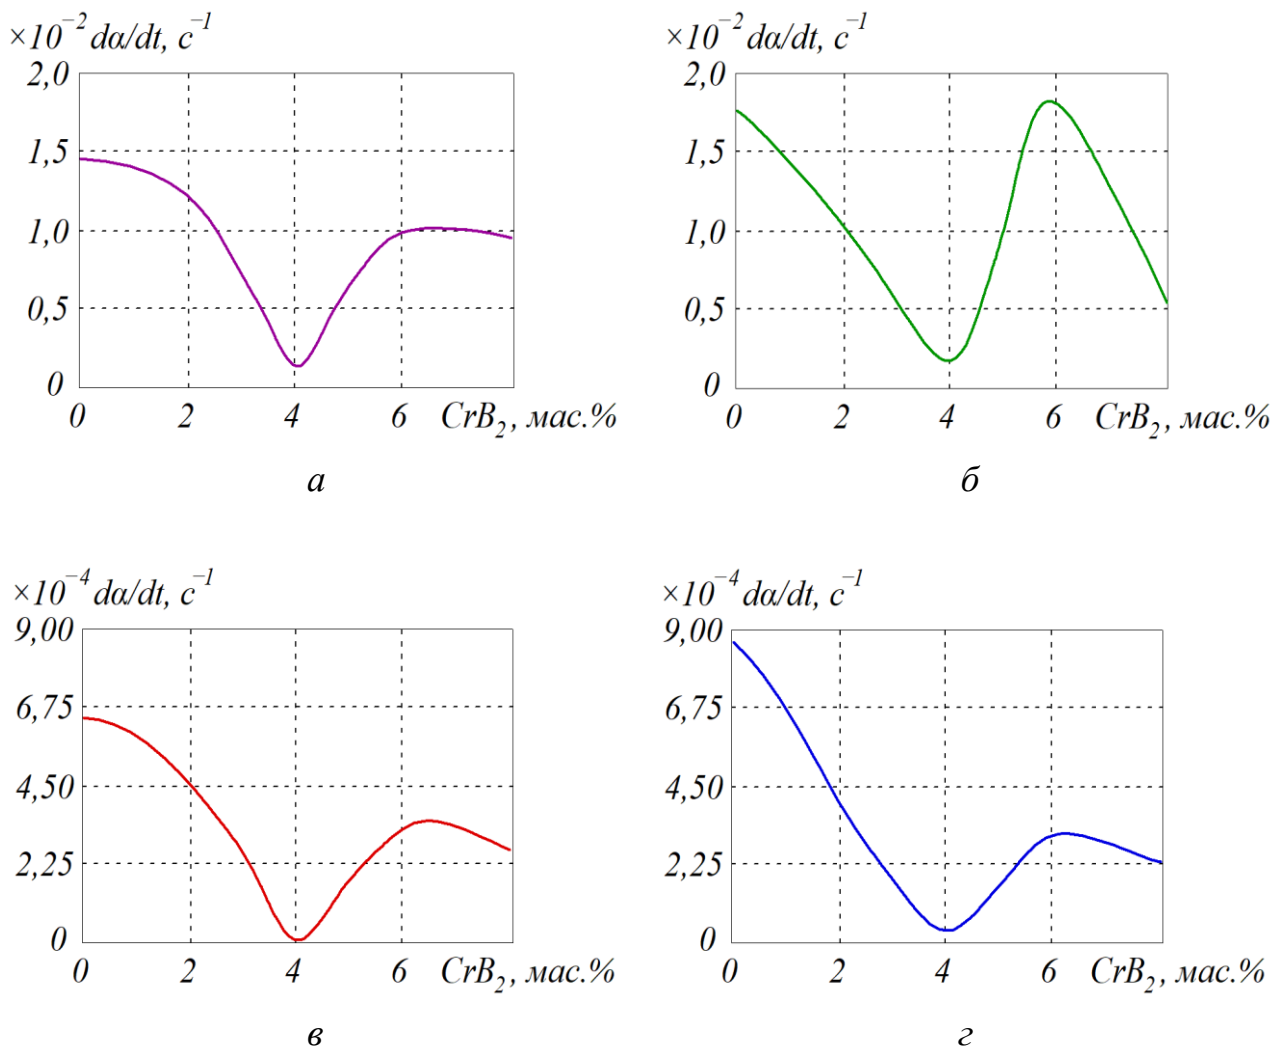 ×10⁻² dα/dt, с⁻¹
2,0
1,5
1,0
0,5
0
0 2 4 6 CrB₂, мас.%
а
×10⁻² dα/dt, с⁻¹
2,0
1,5
1,0
0,5
0
0 2 4 6 CrB₂, мас.%
б
×10⁻⁴ dα/dt, с⁻¹
9,00
6,75
4,50
2,25
0
0 2 4 6 CrB₂, мас.%
в
×10⁻⁴ dα/dt, с⁻¹
9,00
6,75
4,50
2,25
0
0 2 4 6 CrB₂, мас.%
г